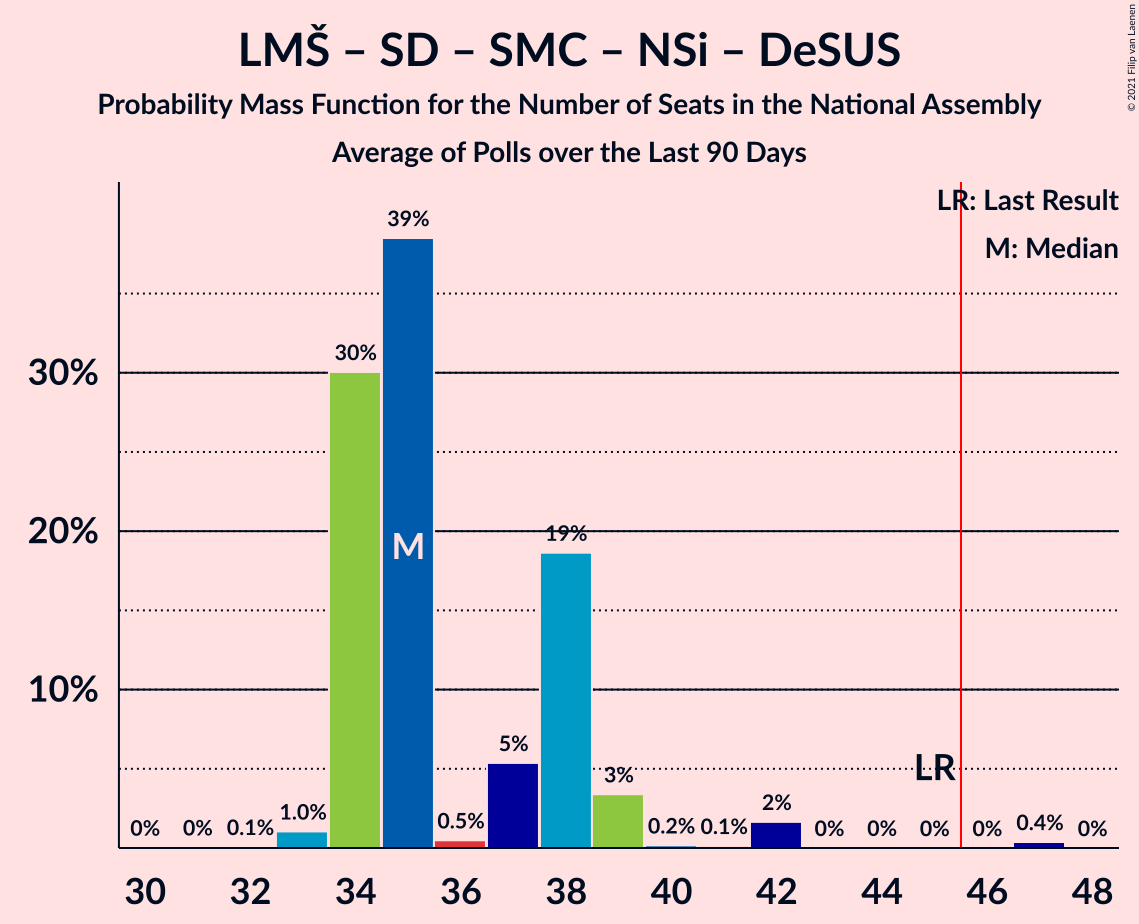 LMŠ – SD – SMC – NSi – DeSUS
Probability Mass Function for the Number of Seats in the National Assembly
Average of Polls over the Last 90 Days
© 2021 Filip van Laenen
LR: Last Result
M: Median
39%
30%
30%
M
20%
19%
10%
5%
LR
3%
0% 0% 0.1% 1.0% 0.5% 0.2% 0.1% 2% 0% 0% 0% 0% 0.4% 0%
30 32 34 36 38 40 42 44 46 48